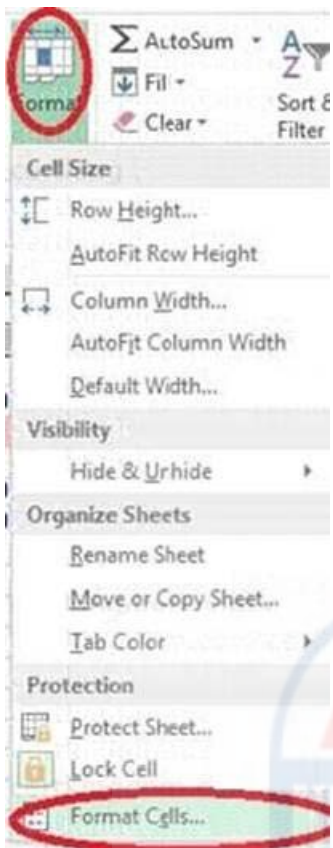 Format
AutoSum
Fil
Clear
A
Z
Sort &
Filter
Cell Size
Row Height...
AutoFit Row Height
Column Width...
AutoFit Column Width
Default Width...
Visibility
Hide & Unhide
Organize Sheets
Rename Sheet
Move or Copy Sheet...
Tab Color
Protection
Protect Sheet...
Lock Cell
Format Cells...